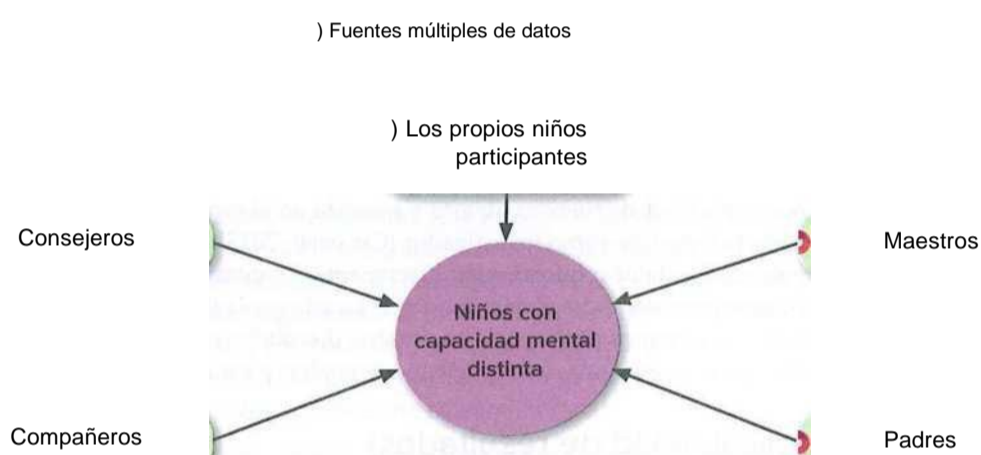 ) Fuentes múltiples de datos
) Los propios niños
participantes
Consejeros
Maestros
Niños con
capacidad mental
distinta
Compañeros
Padres